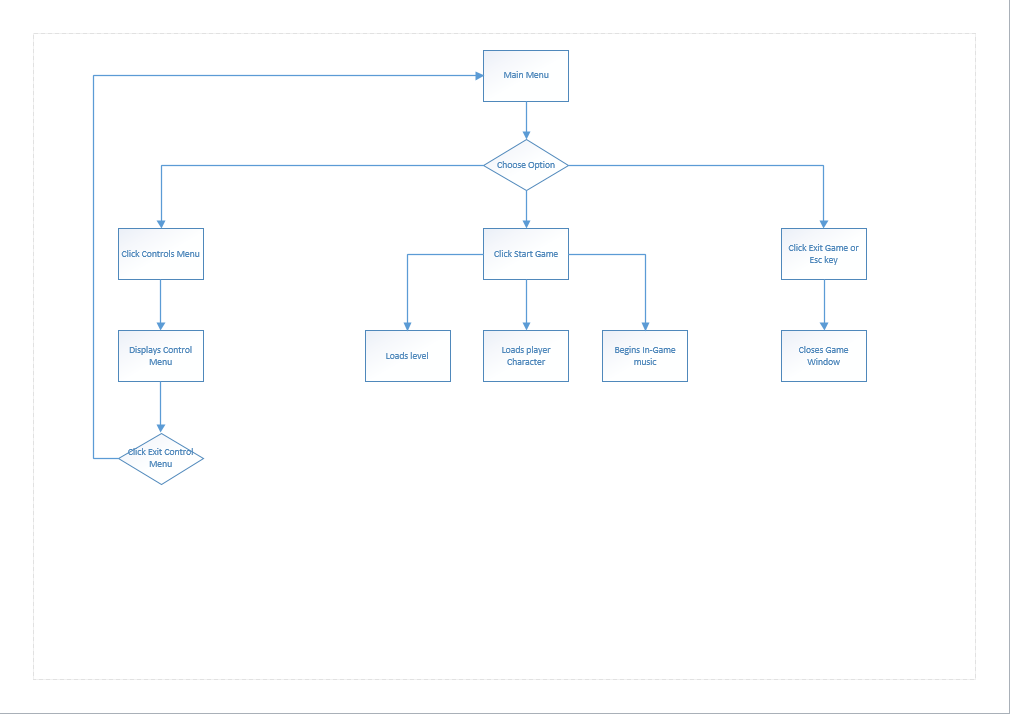 Main Menu
Choose Option
Click Controls Menu
Click Start Game
Click Exit Game or
Esc key
Displays Control
Menu
Loads level
Loads player
Character
Begins In-Game
music
Closes Game
Window
Click Exit Control
Menu